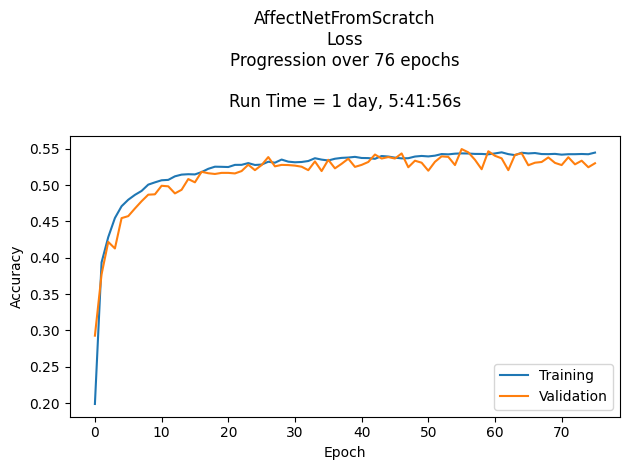 AffectNetFromScratch
Loss
Progression over 76 epochs
Run Time = 1 day, 5:41:56s
0.55
0.50
0.45
0.40
0.35
0.30
0.25
0.20
Accuracy
0 10 20 30 40 50 60 70
Epoch
Training
Validation